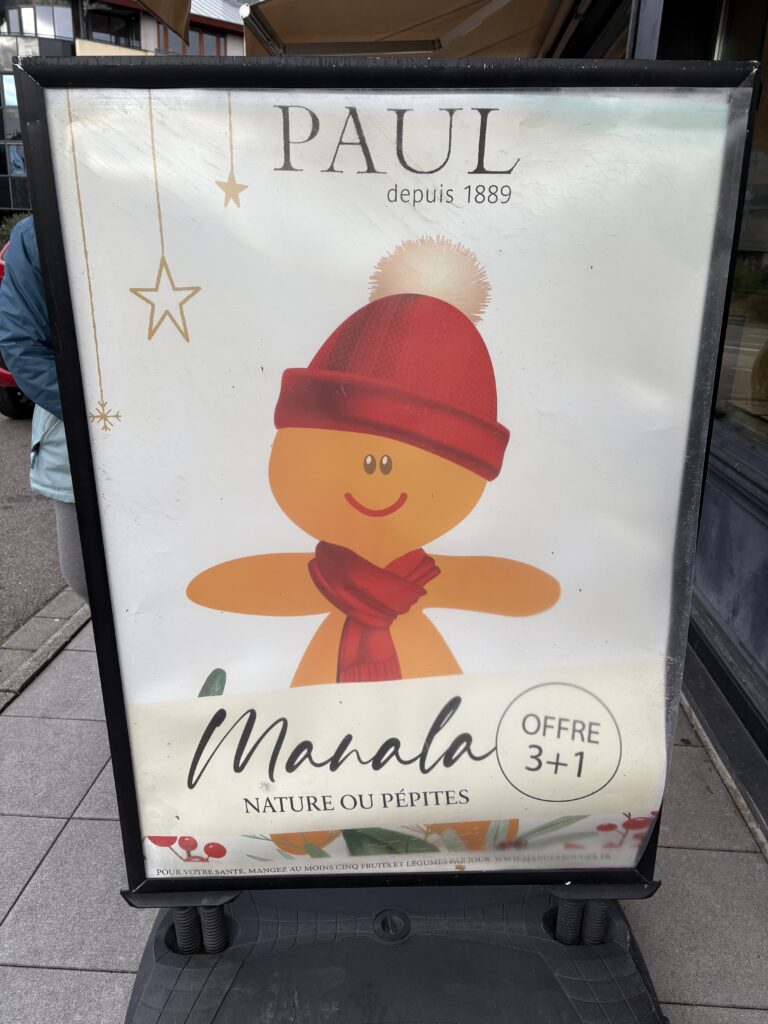 PAUL
depuis 1889
Manala
OFFRE
3+1
NATURE OU PÉPITES
POUR VOTRE SANTÉ, MANGEZ AU MOINS CINQ FRUITS ET LÉGUMES PAR JOUR. WWW.MANGERBOUGER.FR